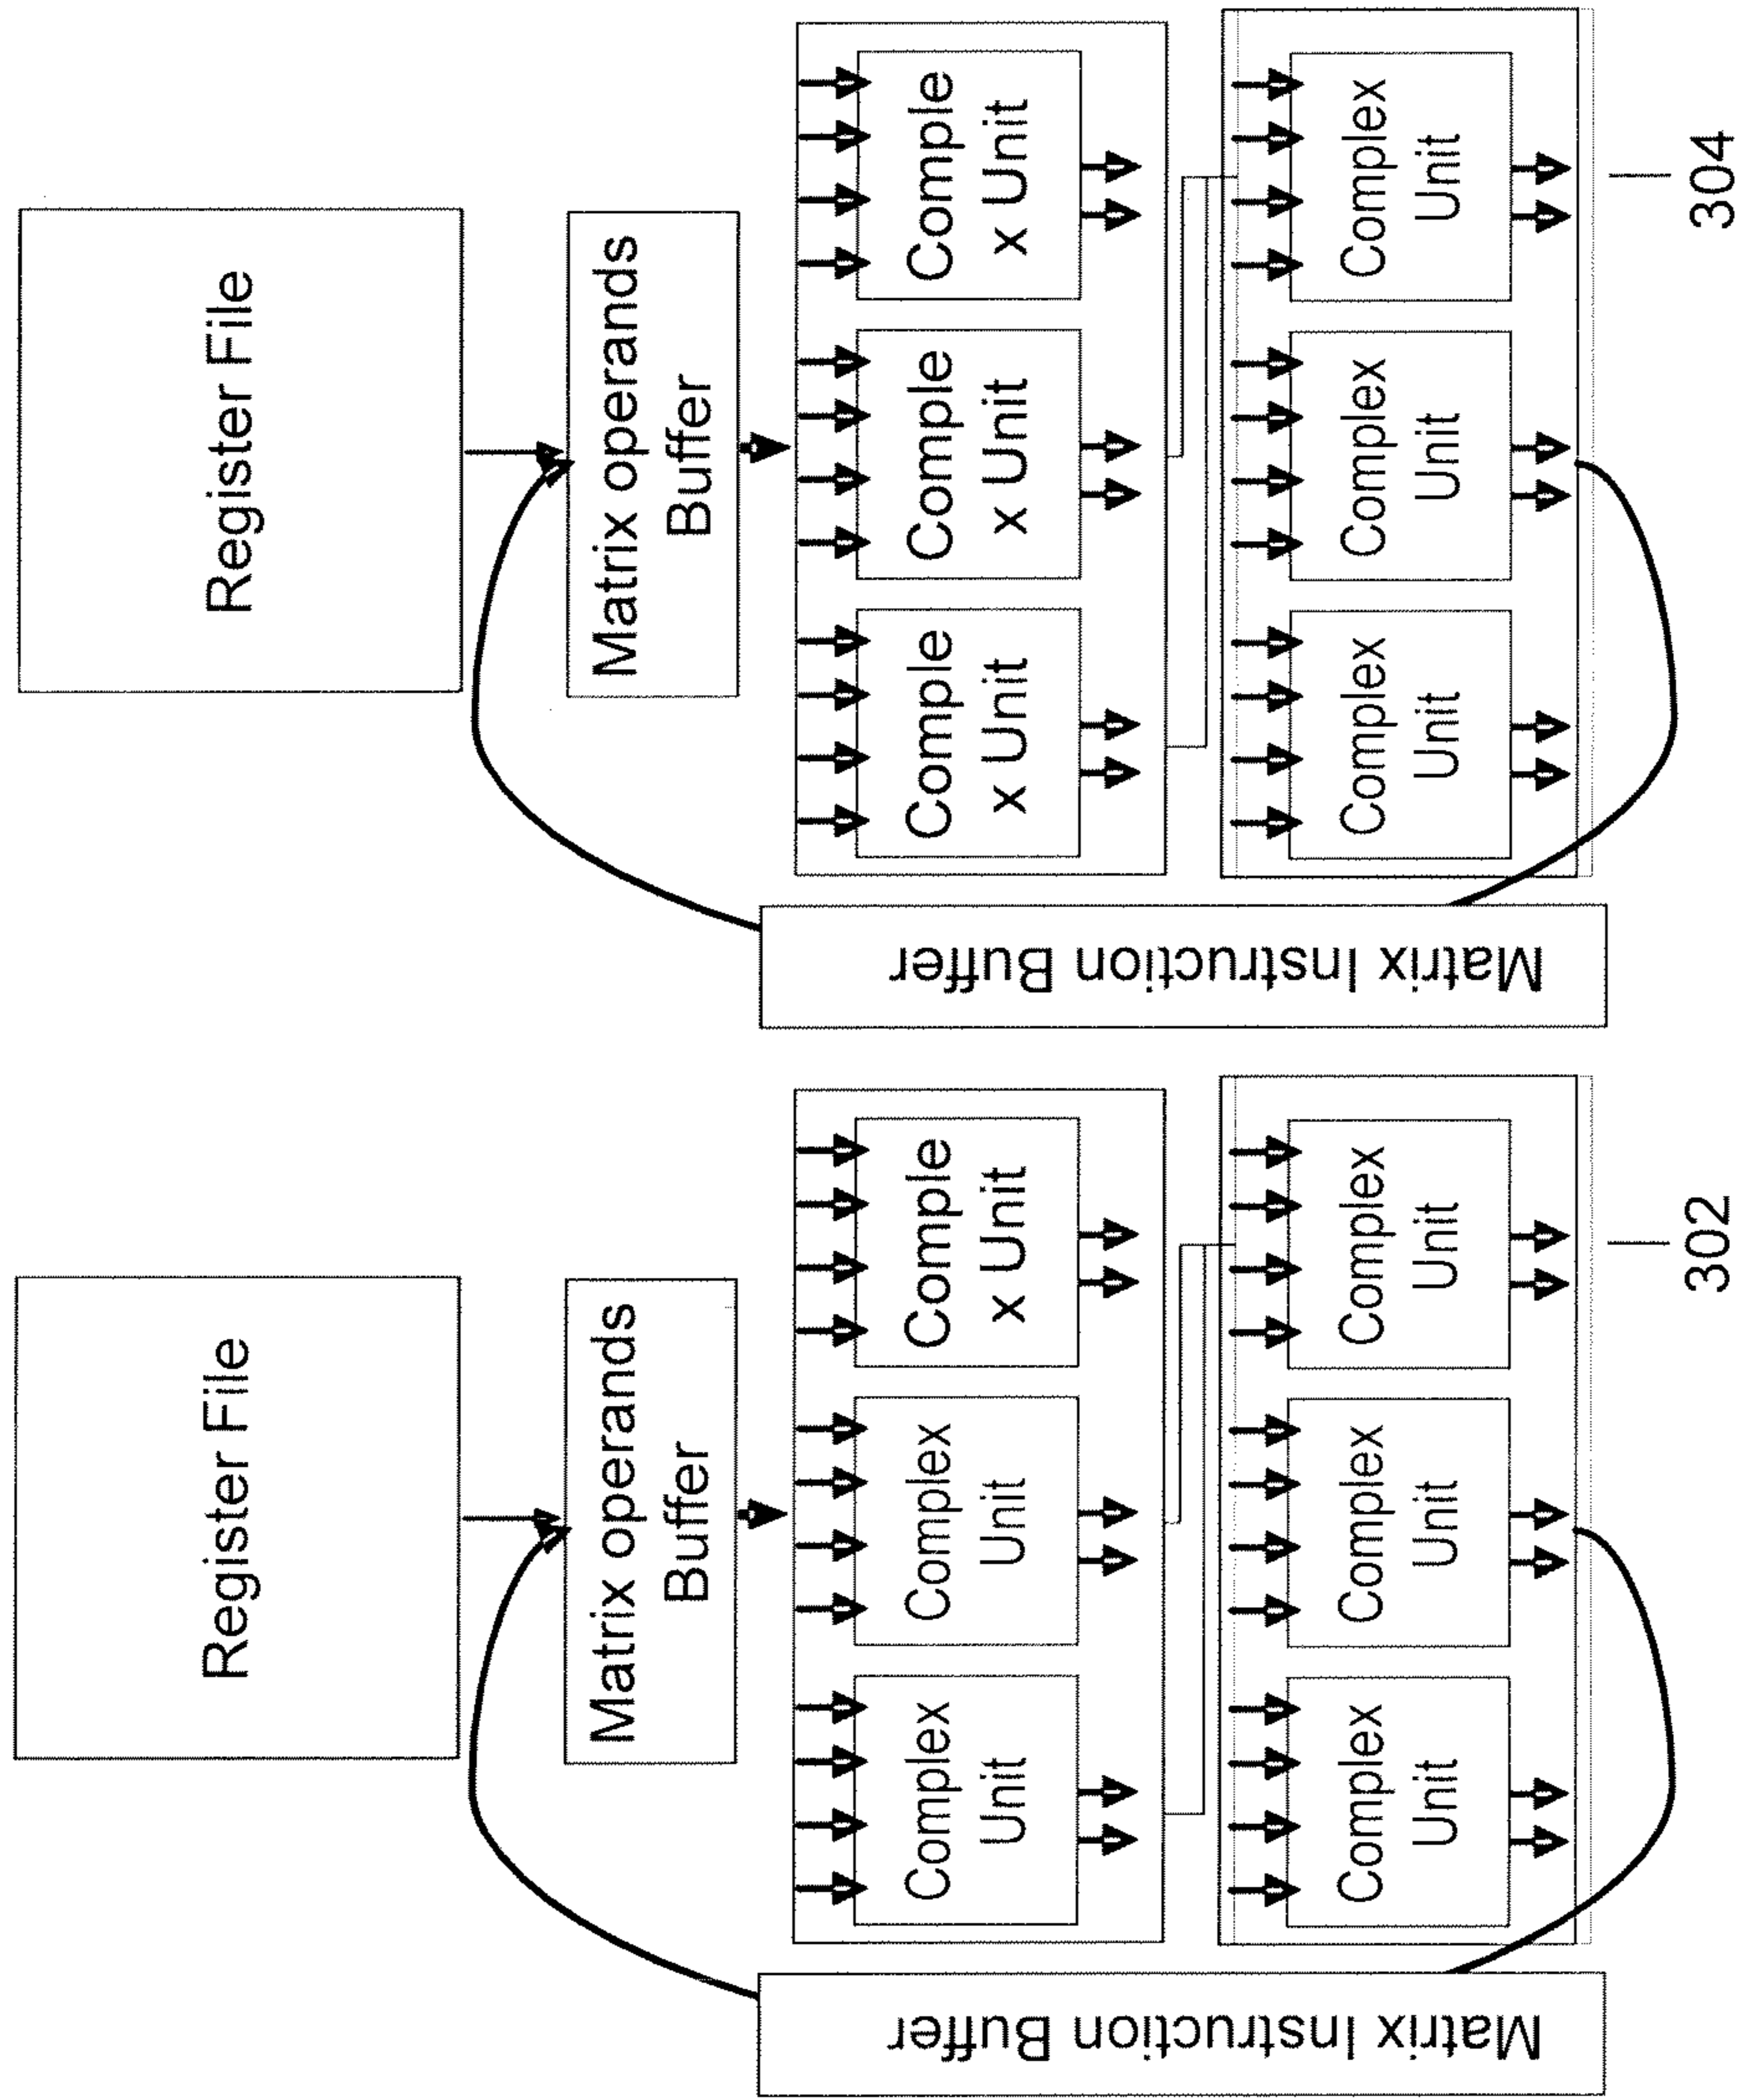 Register File
Matrix operands
Buffer
Matrix Instruction Buffer
Complex
Unit
Complex
Unit
Comple
x Unit
Complex
Unit
Complex
Unit
Complex
Unit
302
Register File
Matrix operands
Buffer
Matrix Instruction Buffer
Comple
x Unit
Comple
x Unit
Comple
x Unit
Complex
Unit
Complex
Unit
Complex
Unit
304